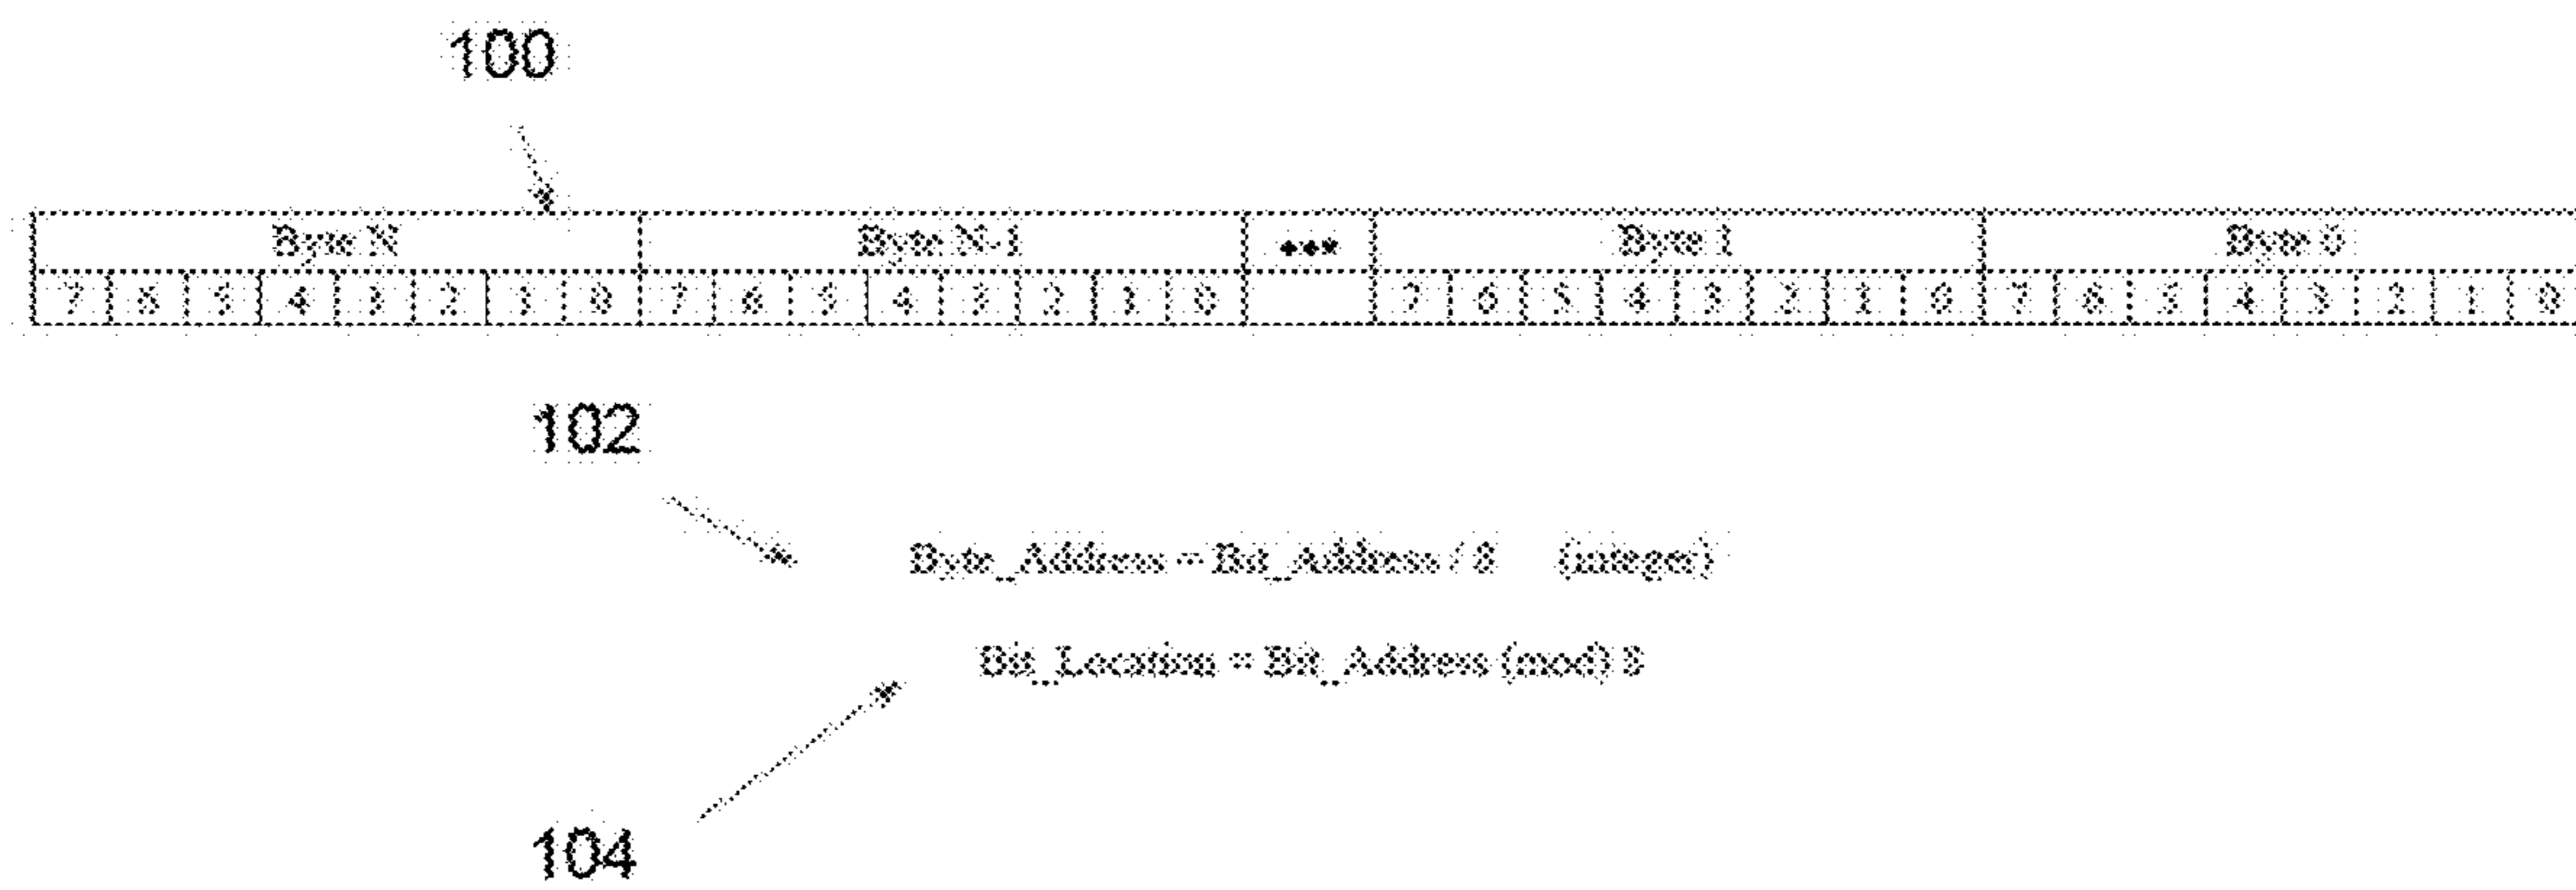 100
Byte N Byte N-1 ••• Byte 1 Byte 0
7 6 5 4 3 2 1 0 7 6 5 4 3 2 1 0 7 6 5 4 3 2 1 0 7 6 5 4 3 2 1 0
102
Byte_Address = Bit_Address / 8 (integer)
Bit_Location = Bit_Address (mod) 8
104